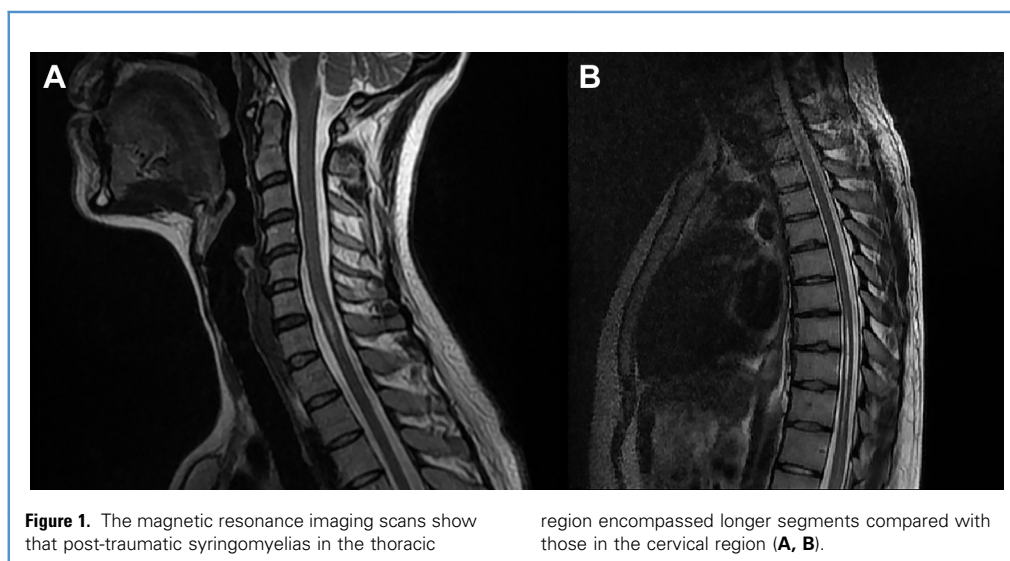 A
B
Figure 1. The magnetic resonance imaging scans show
that post-traumatic syringomyelias in the thoracic
region encompassed longer segments compared with
those in the cervical region (A, B).